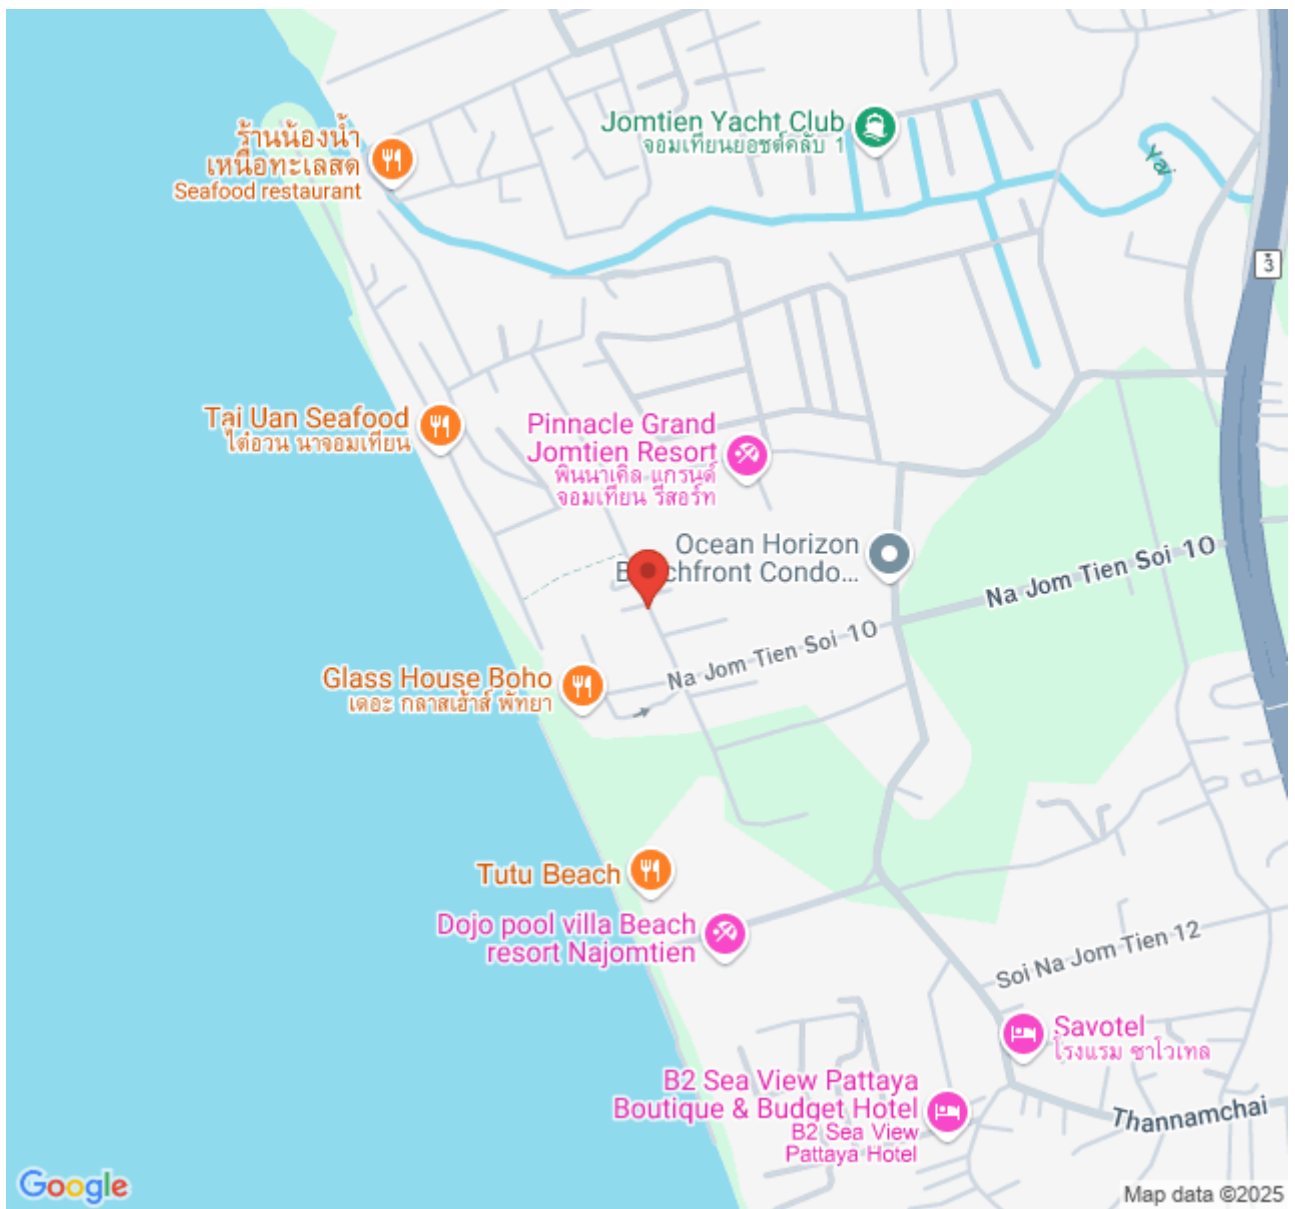 Jomtien Yacht Club
จอมเทียนยอชต์คลับ 1
ร้านน้องน้ำ
เหนือทะเลสด
Seafood restaurant
Yai
3
Tai Uan Seafood
ไต๋อวน นาจอมเทียน
Pinnacle Grand
Jomtien Resort
พินนาเคิล แกรนด์
จอมเทียน รีสอร์ท
Ocean Horizon
Condo...
Na Jom Tien Soi 10
Na Jom Tien Soi 10
Glass House Boho
เดอะ กลาสเฮ้าส์ พัทยา
Tutu Beach
Dojo pool villa Beach
resort Najomtien
Soi Na Jom Tien 12
Savotel
โรงแรม ซาโวเทล
B2 Sea View Pattaya
Boutique & Budget Hotel
B2 Sea View
Pattaya Hotel
Thannamchai
Google
Map data ©2025